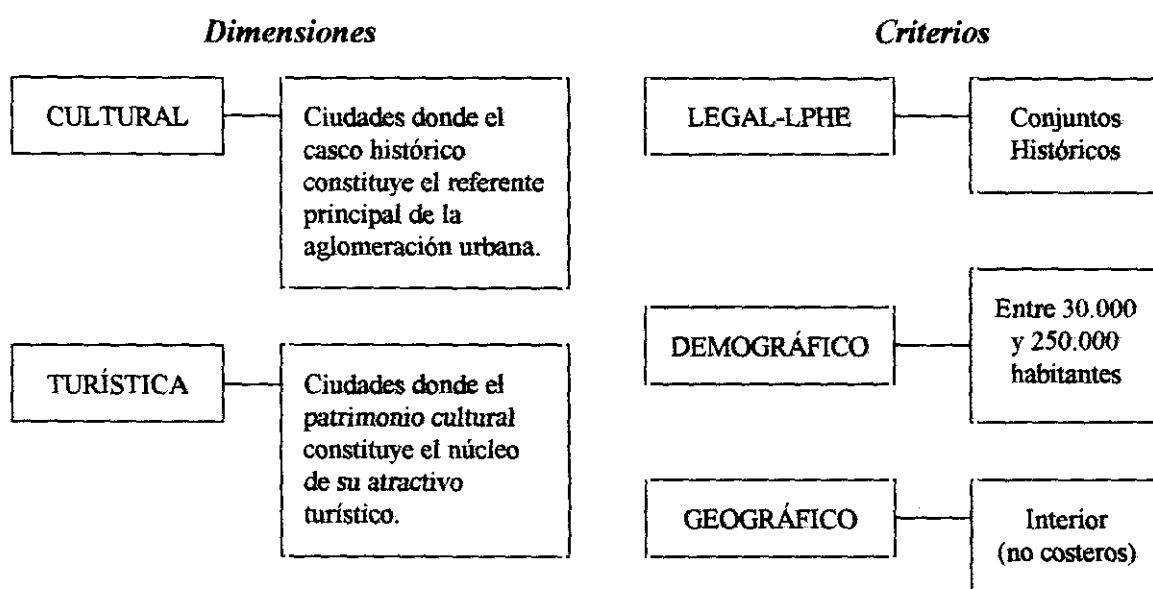 Dimensiones
CULTURAL
Ciudades donde el
casco histórico
constituye el referente
principal de la
aglomeración urbana.
TURÍSTICA
Ciudades donde el
patrimonio cultural
constituye el núcleo
de su atractivo
turístico.
Criterios
LEGAL-LPHE
Conjuntos
Históricos
DEMOGRÁFICO
Entre 30.000
y 250.000
habitantes
GEOGRÁFICO
Interior
(no costeros)